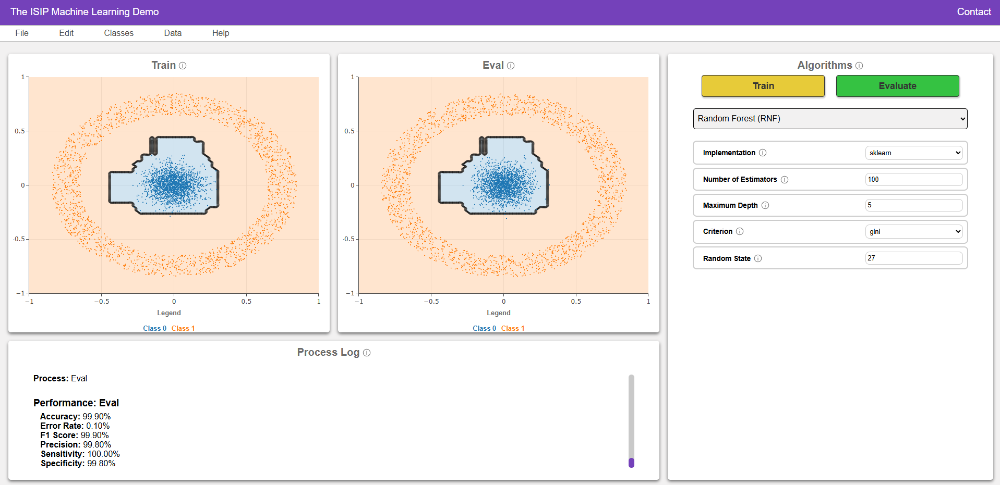 The ISIP Machine Learning Demo Contact
File Edit Classes Data Help
Train
1
0.5
0
-0.5
−1
−1 −0.5 0 0.5 1
Legend
Class 0 Class 1
Eval
1
0.5
0
-0.5
−1
−1 −0.5 0 0.5 1
Legend
Class 0 Class 1
Process Log
Process: Eval
Performance: Eval
Accuracy: 99.90%
Error Rate: 0.10%
F1 Score: 99.90%
Precision: 99.80%
Sensitivity: 100.00%
Specificity: 99.80%
Algorithms
Train Evaluate
Random Forest (RNF)
Implementation sklearn
Number of Estimators 100
Maximum Depth 5
Criterion gini
Random State 27